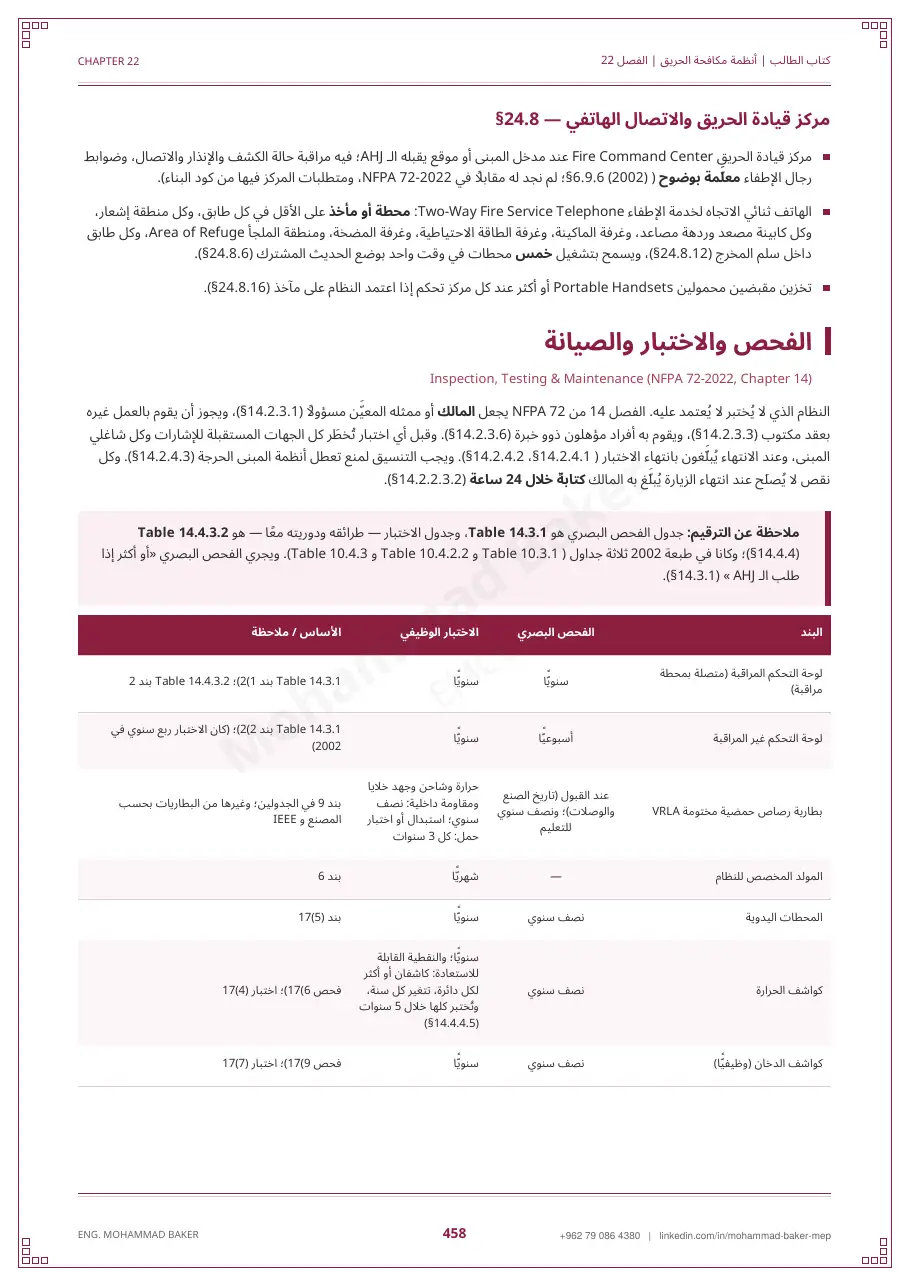 كتاب الطالب | أنظمة مكافحة الحريق | الفصل 22
CHAPTER 22
مركز قيادة الحريق والاتصال الهاتفي — §24.8
مركز قيادة الحريق Fire Command Center عند مدخل المبنى أو موقع يقبله الـ AHJ؛ فيه مراقبة حالة الكشف والإنذار والاتصال، وضوابط
رجال الإطفاء معلّمة بوضوح ( (2002) 6.9.6§؛ لم نجد له مقابلًا في NFPA 72-2022، ومتطلبات المركز فيها من كود البناء).
الهاتف ثنائي الاتجاه لخدمة الإطفاء Two-Way Fire Service Telephone: محطة أو مأخذ على الأقل في كل طابق، وكل منطقة إشعار،
وكل كابينة مصعد وردهة مصاعد، وغرفة الماكينة، وغرفة الطاقة الاحتياطية، وغرفة المضخة، ومنطقة الملجأ Area of Refuge، وكل طابق
داخل سلم المخرج (24.8.12§)، ويسمح بتشغيل خمس محطات في وقت واحد بوضع الحديث المشترك (24.8.6§).
تخزين مقبضين محمولين Portable Handsets أو أكثر عند كل مركز تحكم إذا اعتمد النظام على مآخذ (24.8.16§).
الفحص والاختبار والصيانة
Inspection, Testing & Maintenance (NFPA 72-2022, Chapter 14)
النظام الذي لا يُختبر لا يُعتمد عليه. الفصل 14 من NFPA 72 يجعل المالك أو ممثله المعيَّن مسؤولًا (14.2.3.1§)، ويجوز أن يقوم بالعمل غيره
بعقد مكتوب (14.2.3.3§)، ويقوم به أفراد مؤهلون ذوو خبرة (14.2.3.6§). وقبل أي اختبار تُخطَر كل الجهات المستقبلة للإشارات وكل شاغلي
المبنى، وعند الانتهاء يُبلَّغون بانتهاء الاختبار ( 14.2.4.1§، 14.2.4.2§). ويجب التنسيق لمنع تعطل أنظمة المبنى الحرجة (14.2.4.3§). وكل
نقص لا يُصلَح عند انتهاء الزيارة يُبلَّغ به المالك كتابةً خلال 24 ساعة (14.2.2.3.2§).
ملاحظة عن الترقيم: جدول الفحص البصري هو Table 14.3.1، وجدول الاختبار — طرائقه ودوريته معًا — هو Table 14.4.3.2
(14.4.4§)؛ وكانا في طبعة 2002 ثلاثة جداول ( Table 10.3.1 و Table 10.4.2.2 و Table 10.4.3). ويجري الفحص البصري «أو أكثر إذا
طلب الـ AHJ » (14.3.1§).
البند	الفحص البصري	الاختبار الوظيفي	الأساس / ملاحظة
لوحة التحكم المراقبة (متصلة بمحطة
مراقبة)
سنويًّا
سنويًّا
Table 14.3.1 بند 1(2)؛ Table 14.4.3.2 بند 2
لوحة التحكم غير المراقبة
أسبوعيًّا
سنويًّا
Table 14.3.1 بند 2(2)؛ (كان الاختبار ربع سنوي في
2002)
بطارية رصاص حمضية مختومة VRLA
عند القبول (تاريخ الصنع
والوصلات)؛ ونصف سنوي
للتعليم
حرارة وشاحن وجهد خلايا
ومقاومة داخلية: نصف
سنوي؛ استبدال أو اختبار
حمل: كل 3 سنوات
بند 9 في الجدولين؛ وغيرها من البطاريات بحسب
المصنع و IEEE
المولد المخصص للنظام
—
شهريًّا
بند 6
المحطات اليدوية
نصف سنوي
سنويًّا
بند 17(5)
كواشف الحرارة
نصف سنوي
سنويًّا؛ والنقطية القابلة
للاستعادة: كاشفان أو أكثر
لكل دائرة، تتغير كل سنة،
وتُختبر كلها خلال 5 سنوات
(14.4.4.5§)
فحص 17(6)؛ اختبار 17(4)
كواشف الدخان (وظيفيًّا)
نصف سنوي
سنويًّا
فحص 17(9)؛ اختبار 17(7)
ENG. MOHAMMAD BAKER
458
+962 79 086 4380 | linkedin.com/in/mohammad-baker-mep
Mohammad Baker